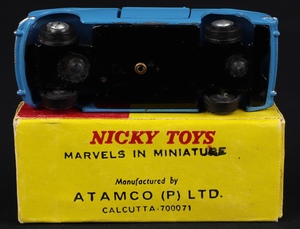 NICKY TOYS
MARVELS IN MINIATURE
Manufactured by
ATAMCO (P) LTD.
CALCUTTA-700071